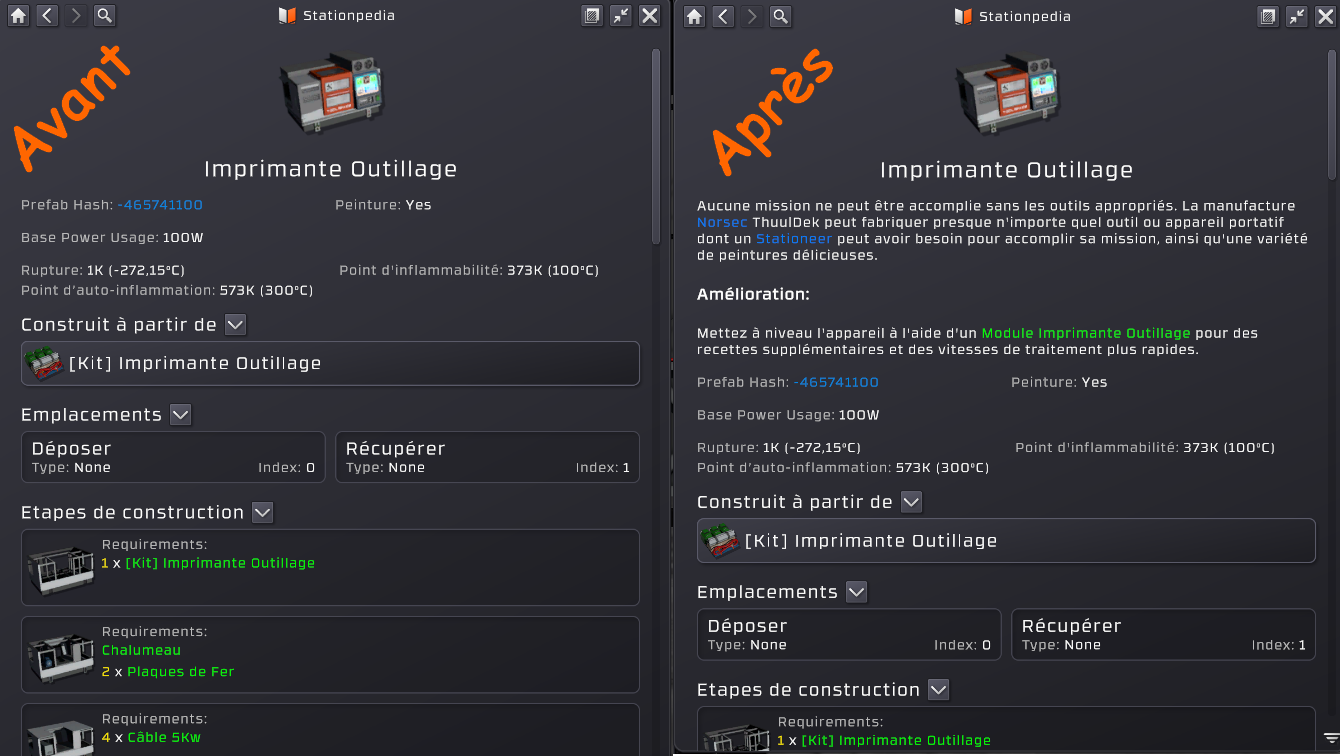 Stationpedia
Avant
Imprimante Outillage
Prefab Hash: -465741100
Peinture: Yes
Base Power Usage: 100W
Rupture: 1K (-272,15°C)
Point d'inflammabilité: 373K (100°C)
Point d’auto-inflammation: 573K (300°C)
Construit à partir de
[Kit] Imprimante Outillage
Emplacements
Déposer
Type: None
Index: 0
Récupérer
Type: None
Index: 1
Etapes de construction
Requirements:
1 x [Kit] Imprimante Outillage
Requirements:
Chalumeau
2 x Plaques de Fer
Requirements:
4 x Câble 5Kw
Stationpedia
Après
Imprimante Outillage
Aucune mission ne peut être accomplie sans les outils appropriés. La manufacture
Norsec ThuulDek peut fabriquer presque n'importe quel outil ou appareil portatif
dont un Stationeer peut avoir besoin pour accomplir sa mission, ainsi qu'une variété
de peintures délicieuses.
Amélioration:
Mettez à niveau l'appareil à l'aide d'un Module Imprimante Outillage pour des
recettes supplémentaires et des vitesses de traitement plus rapides.
Prefab Hash: -465741100
Peinture: Yes
Base Power Usage: 100W
Rupture: 1K (-272,15°C)
Point d'inflammabilité: 373K (100°C)
Point d’auto-inflammation: 573K (300°C)
Construit à partir de
[Kit] Imprimante Outillage
Emplacements
Déposer
Type: None
Index: 0
Récupérer
Type: None
Index: 1
Etapes de construction
Requirements:
1 x [Kit] Imprimante Outillage